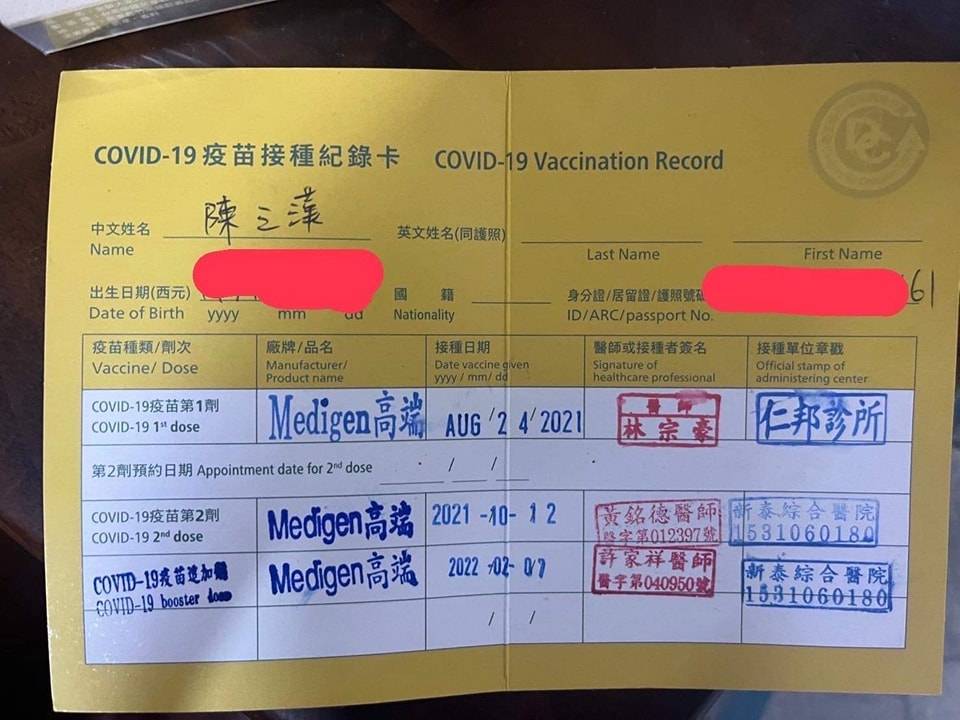 COVID-19 疫苗接種紀錄卡 COVID-19 Vaccination Record
中文姓名 陳之漢
Name
英文姓名(同護照)
Last Name
First Name
出生日期(西元)
Date of Birth yyyy mm dd
國籍
Nationality
身分證/居留證/護照號碼 61
ID/ARC/passport No.
疫苗種類/劑次
Vaccine/ Dose
廠牌/品名
Manufacturer/
Product name
接種日期
Date vaccine given
yyyy / mm/ dd
醫師或接種者簽名
Signature of
healthcare professional
接種單位章戳
Official stamp of
administering center
COVID-19疫苗第1劑
COVID-19 1st dose
Medigen高端
AUG / 2 4 / 2021
醫師
林宗豪
仁邦診所
第2劑預約日期 Appointment date for 2nd dose / /
COVID-19疫苗第2劑
COVID-19 2nd dose
Medigen高端
2021 -10- 1 2
黃銘德醫師
醫字第012397號
新泰綜合醫院
1531060180
COVID-19疫苗追加劑
COVID-19 booster dose
Medigen高端
2022 -02- 07
許家祥醫師
醫字第040950號
新泰綜合醫院
1531060180
/ /